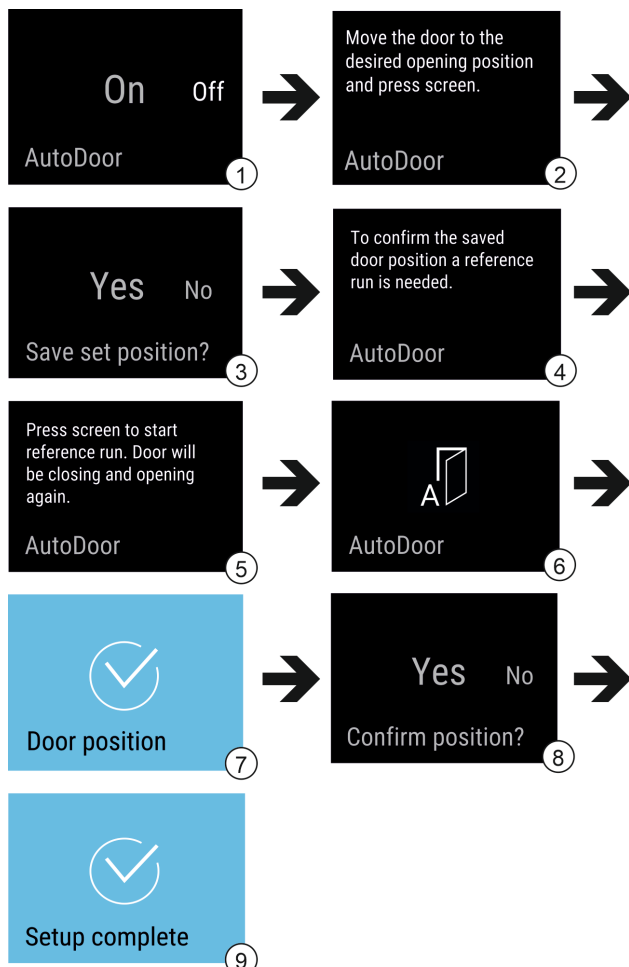 On Off
AutoDoor
1
Move the door to the
desired opening position
and press screen.
AutoDoor
2
Yes No
Save set position?
3
To confirm the saved
door position a reference
run is needed.
AutoDoor
4
Press screen to start
reference run. Door will
be closing and opening
again.
AutoDoor
5
A
AutoDoor
6
Door position
7
Yes No
Confirm position?
8
Setup complete
9